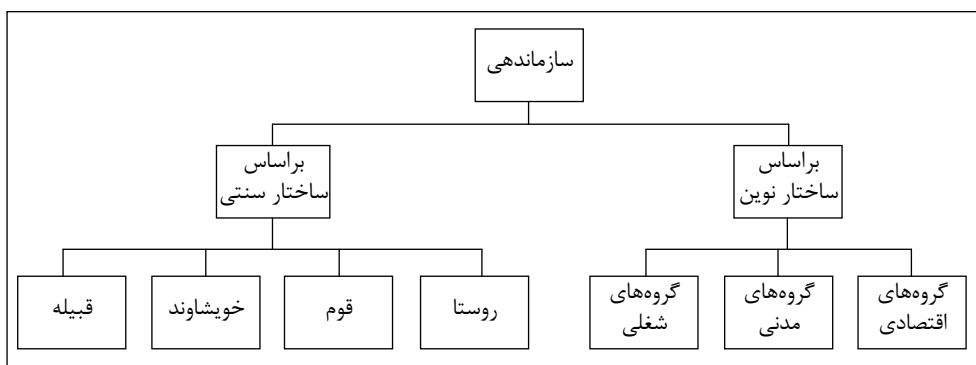 سازماندهی
براساس
ساختار نوین
براساس
ساختار سنتی
گروه‌های
اقتصادی
گروه‌های
مدنی
گروه‌های
شغلی
روستا
قوم
خویشاوند
قبیله